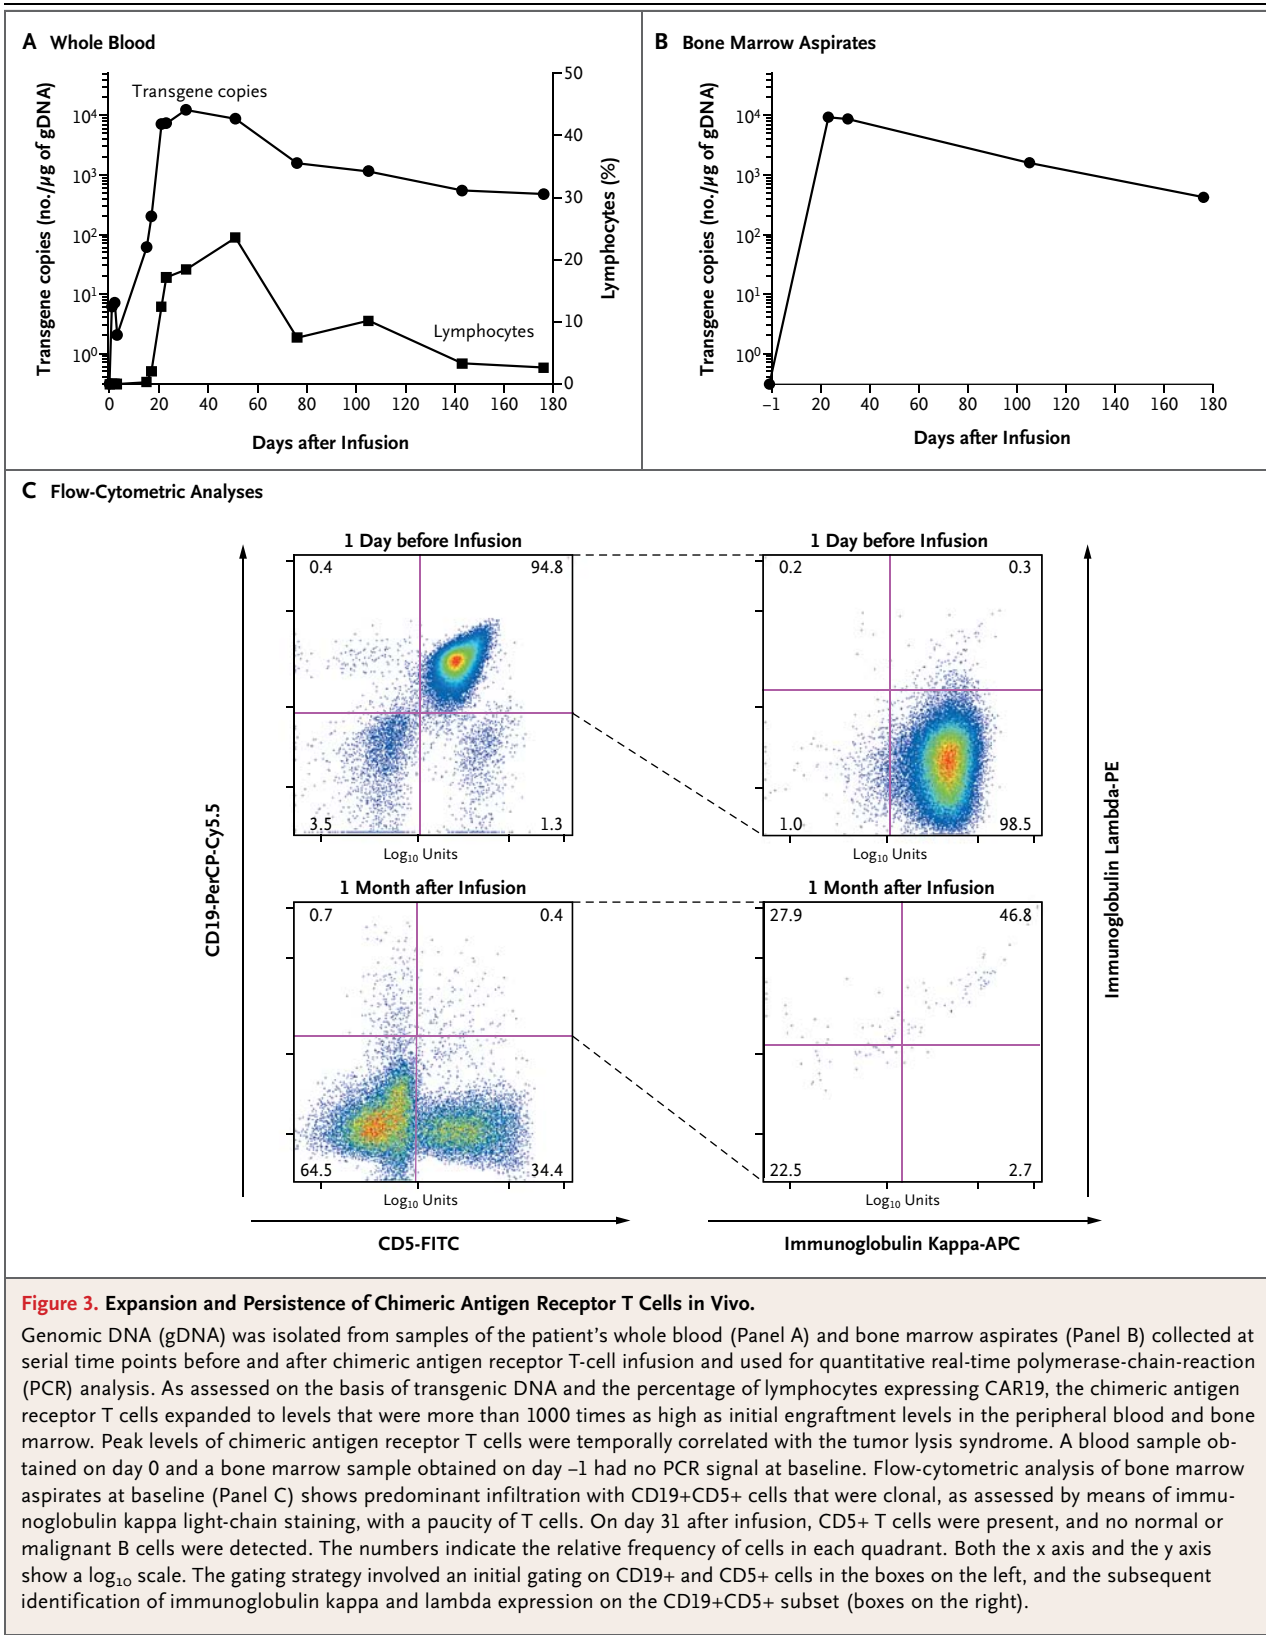 A Whole Blood
Transgene copies (no./µg of gDNA)
10⁴
10³
10²
10¹
10⁰
Transgene copies
Lymphocytes
50
40
30
20
10
0
Lymphocytes (%)
0 20 40 60 80 100 120 140 160 180
Days after Infusion
B Bone Marrow Aspirates
Transgene copies (no./µg of gDNA)
10⁴
10³
10²
10¹
10⁰
–1 20 40 60 80 100 120 140 160 180
Days after Infusion
C Flow-Cytometric Analyses
CD19-PerCP-Cy5.5
1 Day before Infusion
0.4 94.8
3.5 1.3
Log₁₀ Units
1 Day before Infusion
0.2 0.3
1.0 98.5
Log₁₀ Units
1 Month after Infusion
0.7 0.4
64.5 34.4
Log₁₀ Units
1 Month after Infusion
27.9 46.8
22.5 2.7
Log₁₀ Units
Immunoglobulin Lambda-PE
CD5-FITC
Immunoglobulin Kappa-APC
Figure 3. Expansion and Persistence of Chimeric Antigen Receptor T Cells in Vivo.
Genomic DNA (gDNA) was isolated from samples of the patient's whole blood (Panel A) and bone marrow aspirates (Panel B) collected at
serial time points before and after chimeric antigen receptor T-cell infusion and used for quantitative real-time polymerase-chain-reaction
(PCR) analysis. As assessed on the basis of transgenic DNA and the percentage of lymphocytes expressing CAR19, the chimeric antigen
receptor T cells expanded to levels that were more than 1000 times as high as initial engraftment levels in the peripheral blood and bone
marrow. Peak levels of chimeric antigen receptor T cells were temporally correlated with the tumor lysis syndrome. A blood sample ob-
tained on day 0 and a bone marrow sample obtained on day –1 had no PCR signal at baseline. Flow-cytometric analysis of bone marrow
aspirates at baseline (Panel C) shows predominant infiltration with CD19+CD5+ cells that were clonal, as assessed by means of immu-
noglobulin kappa light-chain staining, with a paucity of T cells. On day 31 after infusion, CD5+ T cells were present, and no normal or
malignant B cells were detected. The numbers indicate the relative frequency of cells in each quadrant. Both the x axis and the y axis
show a log₁₀ scale. The gating strategy involved an initial gating on CD19+ and CD5+ cells in the boxes on the left, and the subsequent
identification of immunoglobulin kappa and lambda expression on the CD19+CD5+ subset (boxes on the right).